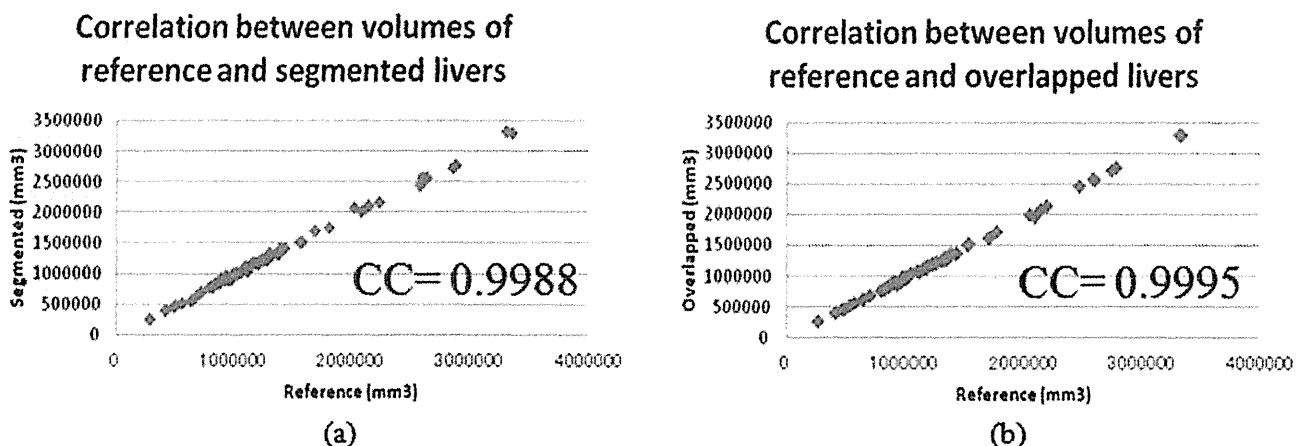 Correlation between volumes of
reference and segmented livers
3500000
3000000
2500000
2000000
1500000
1000000
500000
0
Segmented (mm3)
CC= 0.9988
0 1000000 2000000 3000000 4000000
Reference (mm3)
(a)
Correlation between volumes of
reference and overlapped livers
3500000
3000000
2500000
2000000
1500000
1000000
500000
0
Overlapped (mm3)
CC= 0.9995
0 1000000 2000000 3000000 4000000
Reference (mm3)
(b)